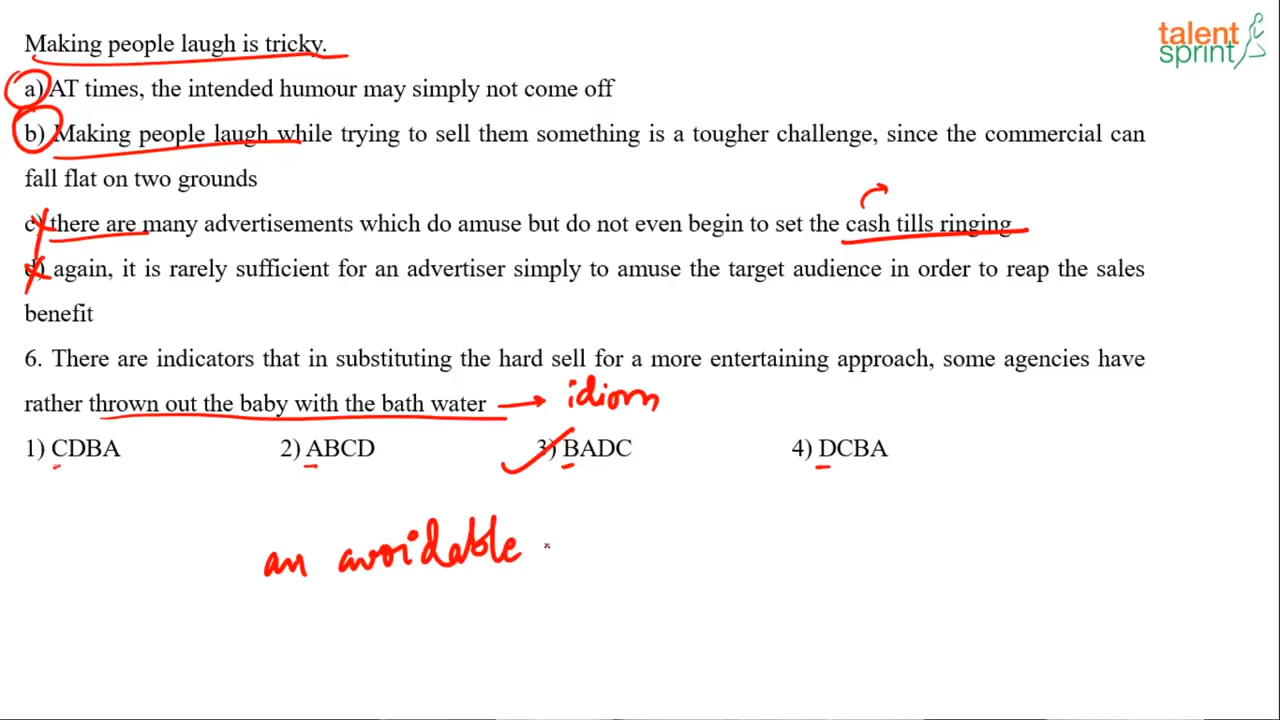 talent
sprint
Making people laugh is tricky.
a) AT times, the intended humour may simply not come off
b) Making people laugh while trying to sell them something is a tougher challenge, since the commercial can
fall flat on two grounds
c) there are many advertisements which do amuse but do not even begin to set the cash tills ringing
d) again, it is rarely sufficient for an advertiser simply to amuse the target audience in order to reap the sales
benefit
6. There are indicators that in substituting the hard sell for a more entertaining approach, some agencies have
rather thrown out the baby with the bath water → idiom
1) CDBA 2) ABCD 3) BADC 4) DCBA
an avoidable